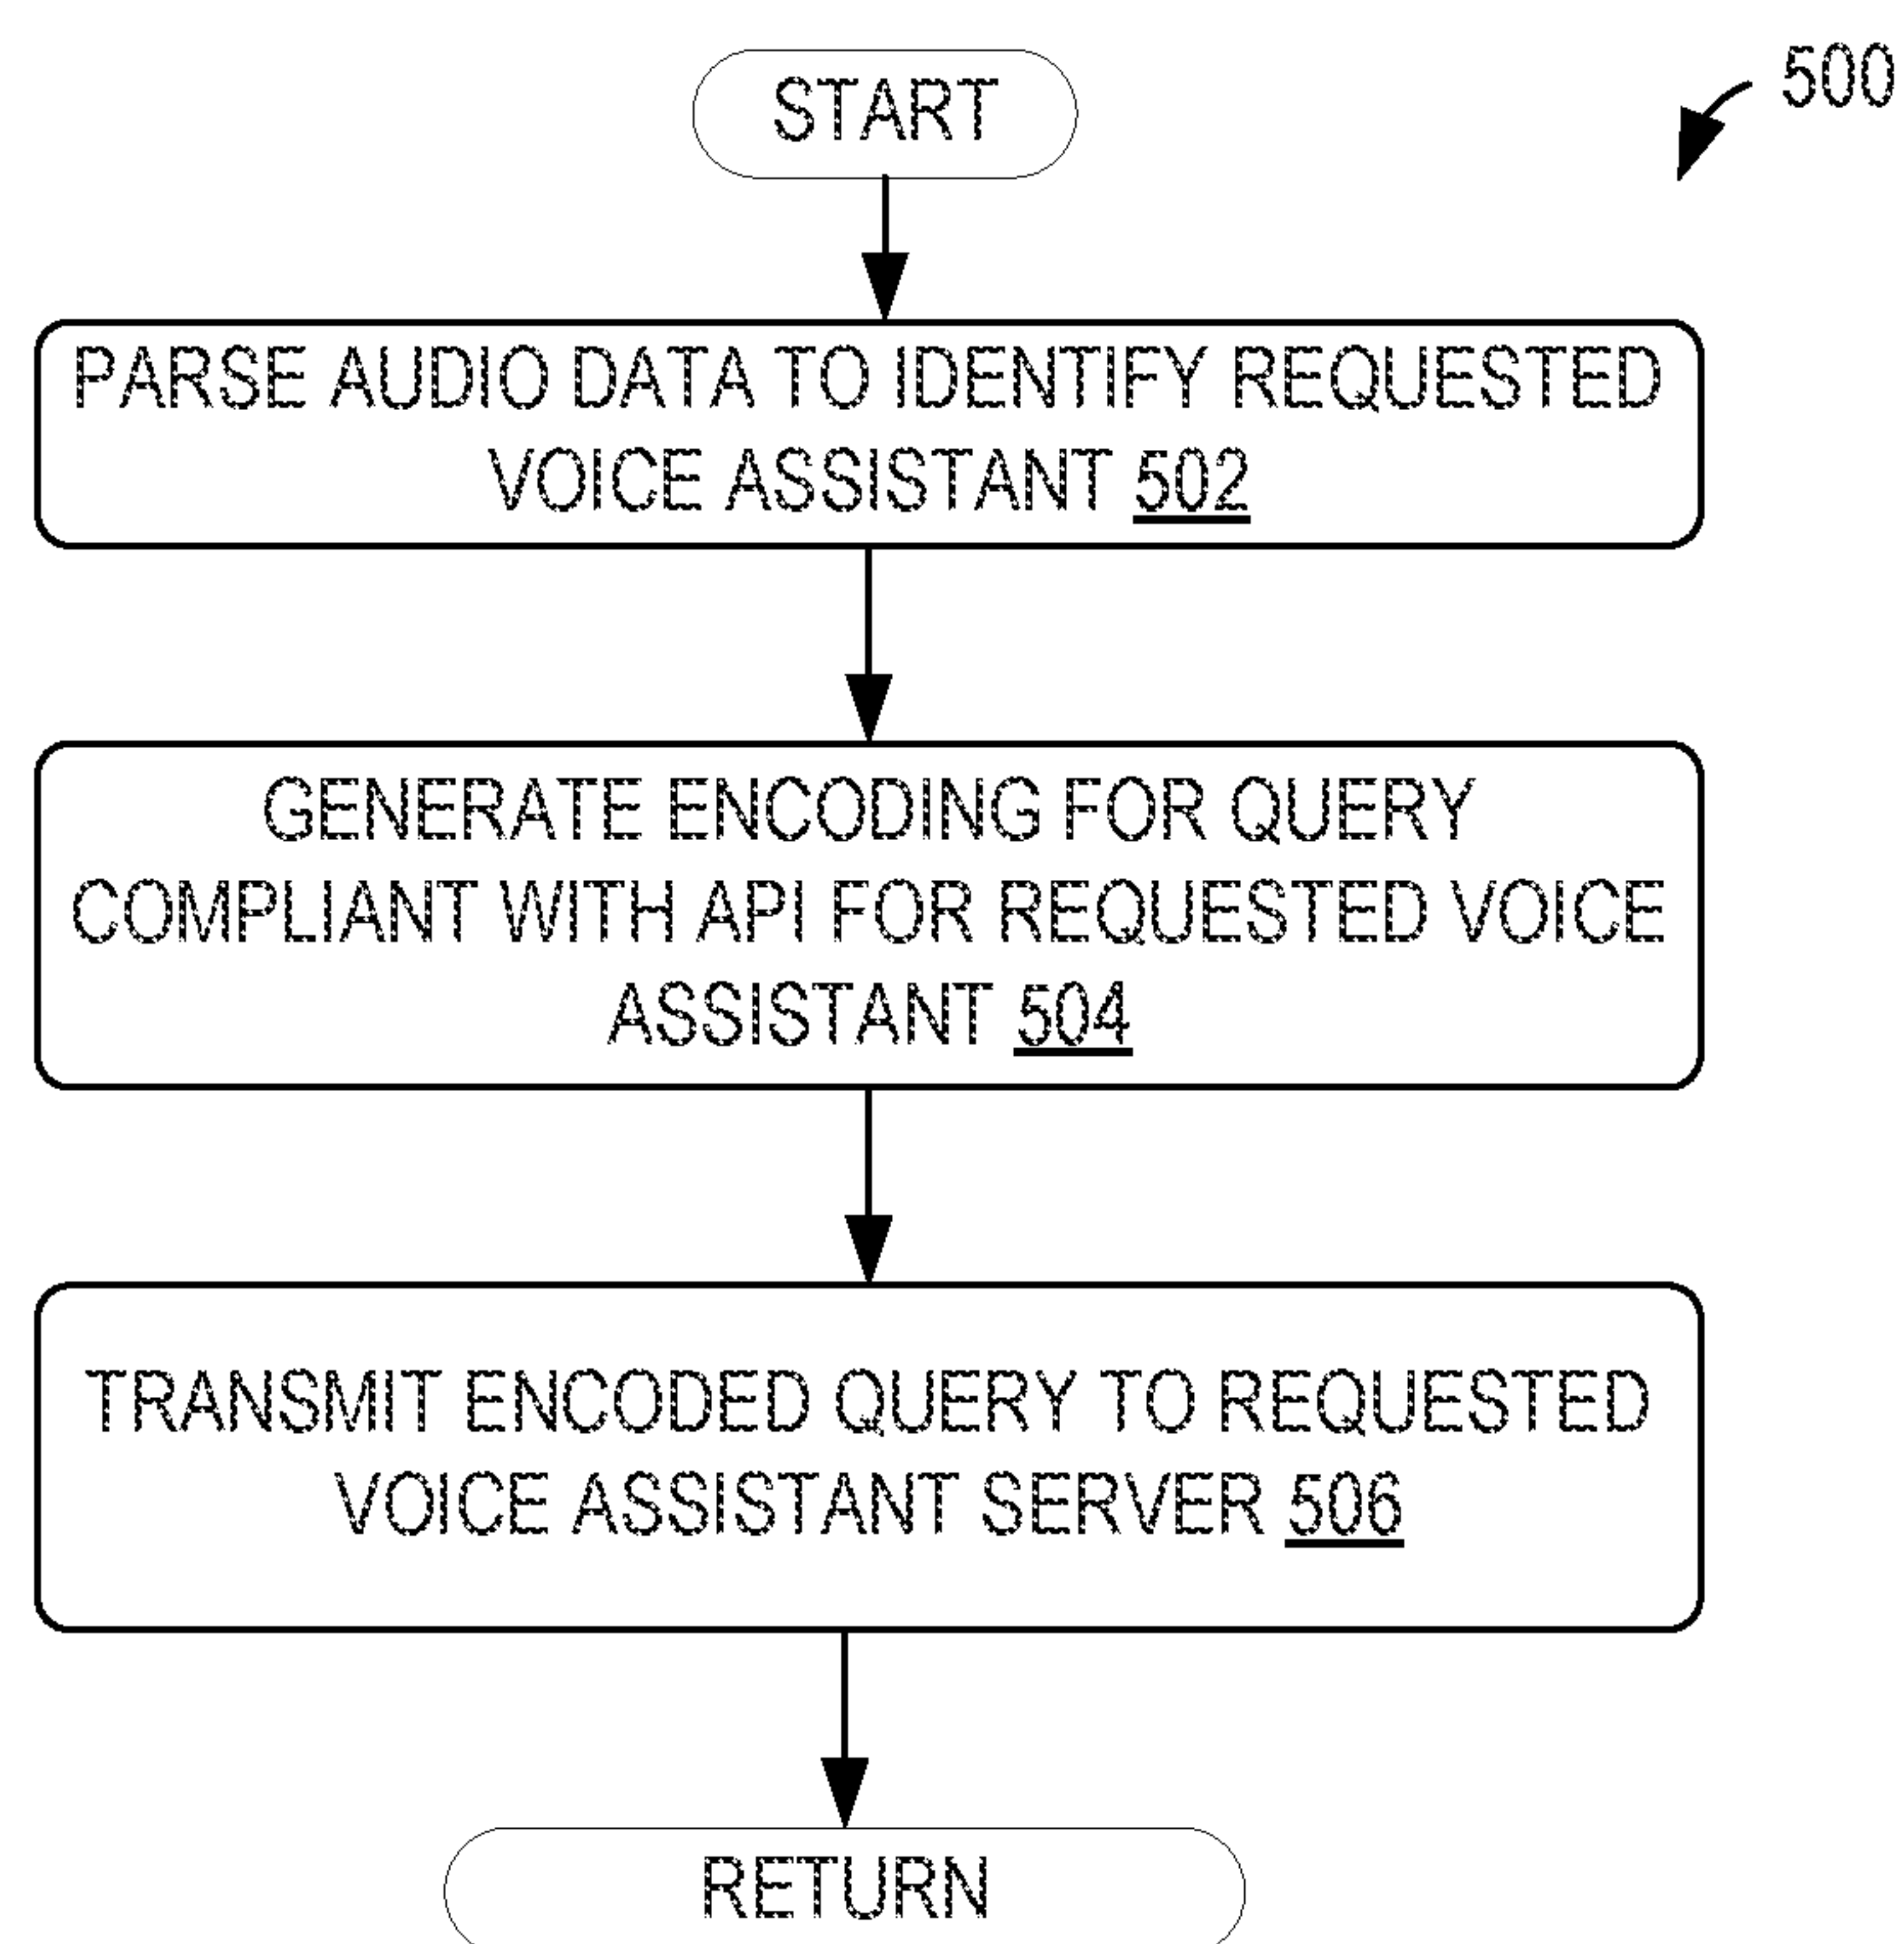 START
500
PARSE AUDIO DATA TO IDENTIFY REQUESTED
VOICE ASSISTANT 502
GENERATE ENCODING FOR QUERY
COMPLIANT WITH API FOR REQUESTED VOICE
ASSISTANT 504
TRANSMIT ENCODED QUERY TO REQUESTED
VOICE ASSISTANT SERVER 506
RETURN